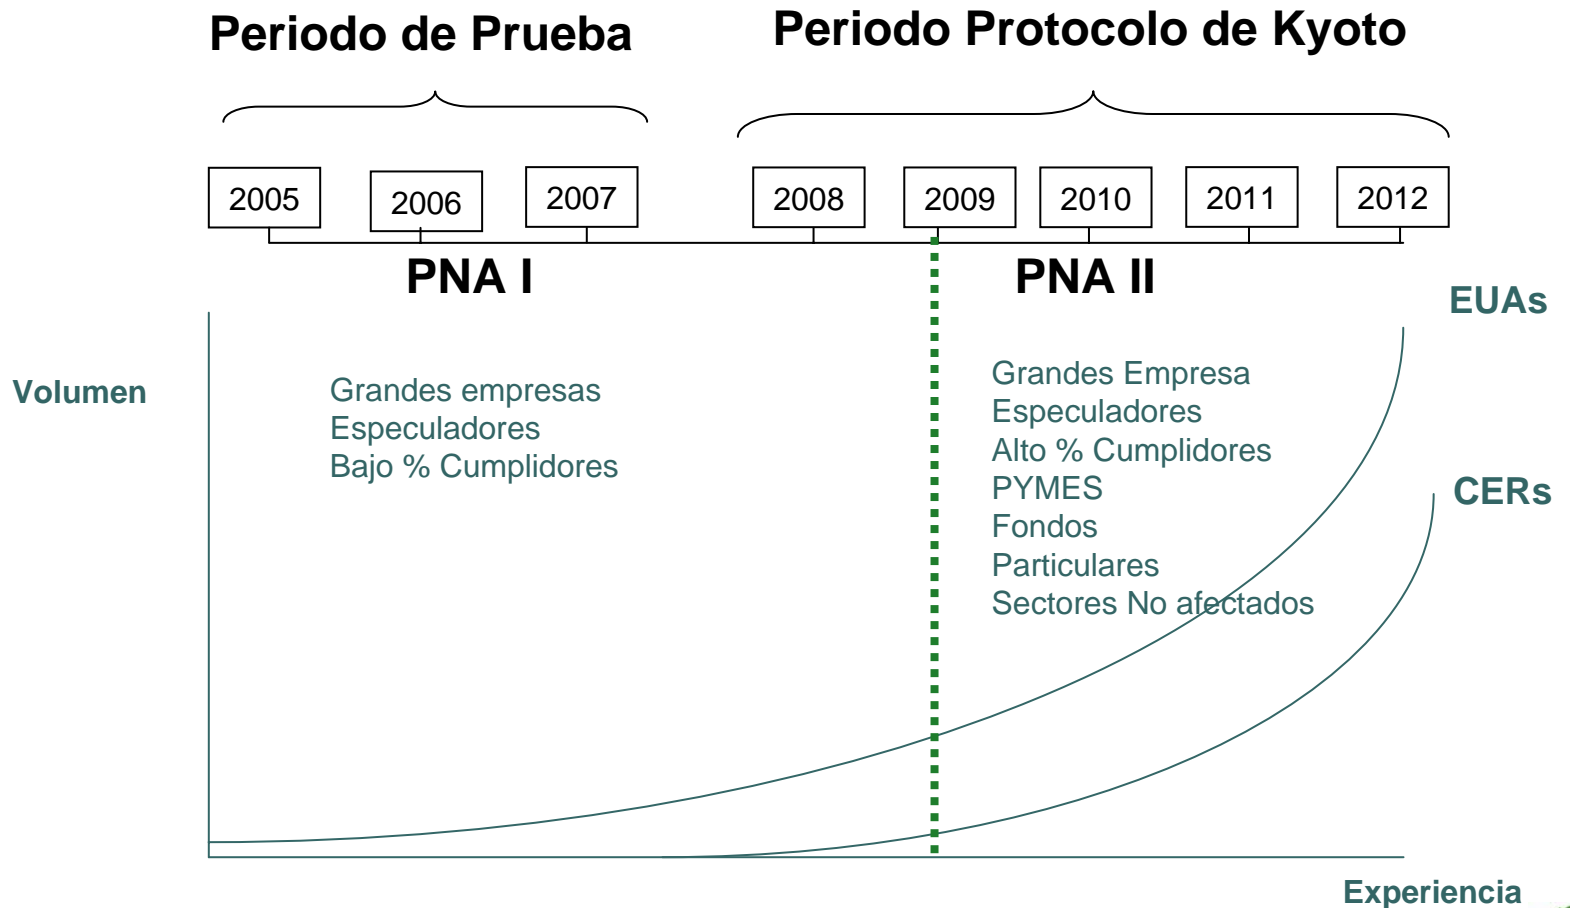 Periodo de Prueba
Periodo Protocolo de Kyoto
2005
2006
2007
2008
2009
2010
2011
2012
PNA I
PNA II
EUAs
Volumen
Grandes empresas
Especuladores
Bajo % Cumplidores
Grandes Empresa
Especuladores
Alto % Cumplidores
PYMES
Fondos
Particulares
Sectores No afectados
CERs
Experiencia